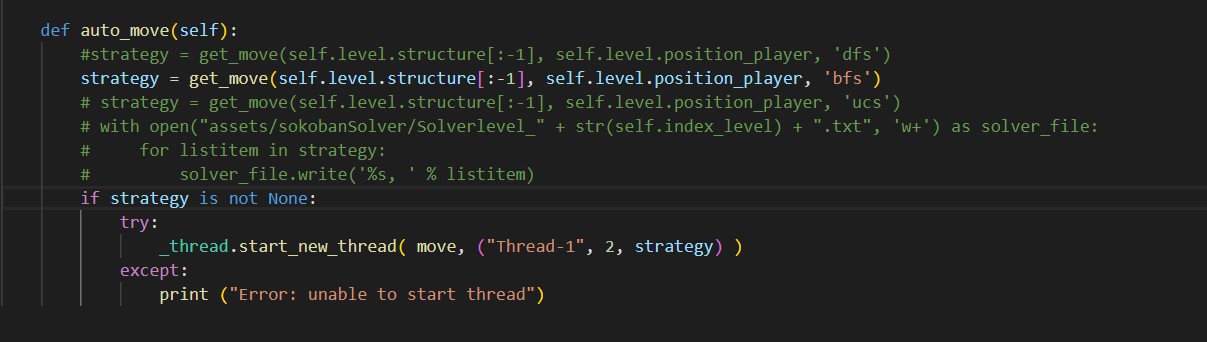 def auto_move(self):
#strategy = get_move(self.level.structure[:-1], self.level.position_player, 'dfs')
strategy = get_move(self.level.structure[:-1], self.level.position_player, 'bfs')
# strategy = get_move(self.level.structure[:-1], self.level.position_player, 'ucs')
# with open("assets/sokobanSolver/Solverlevel_" + str(self.index_level) + ".txt", 'w+') as solver_file:
#     for listitem in strategy:
#         solver_file.write('%s, ' % listitem)
if strategy is not None:
try:
_thread.start_new_thread( move, ("Thread-1", 2, strategy) )
except:
print ("Error: unable to start thread")